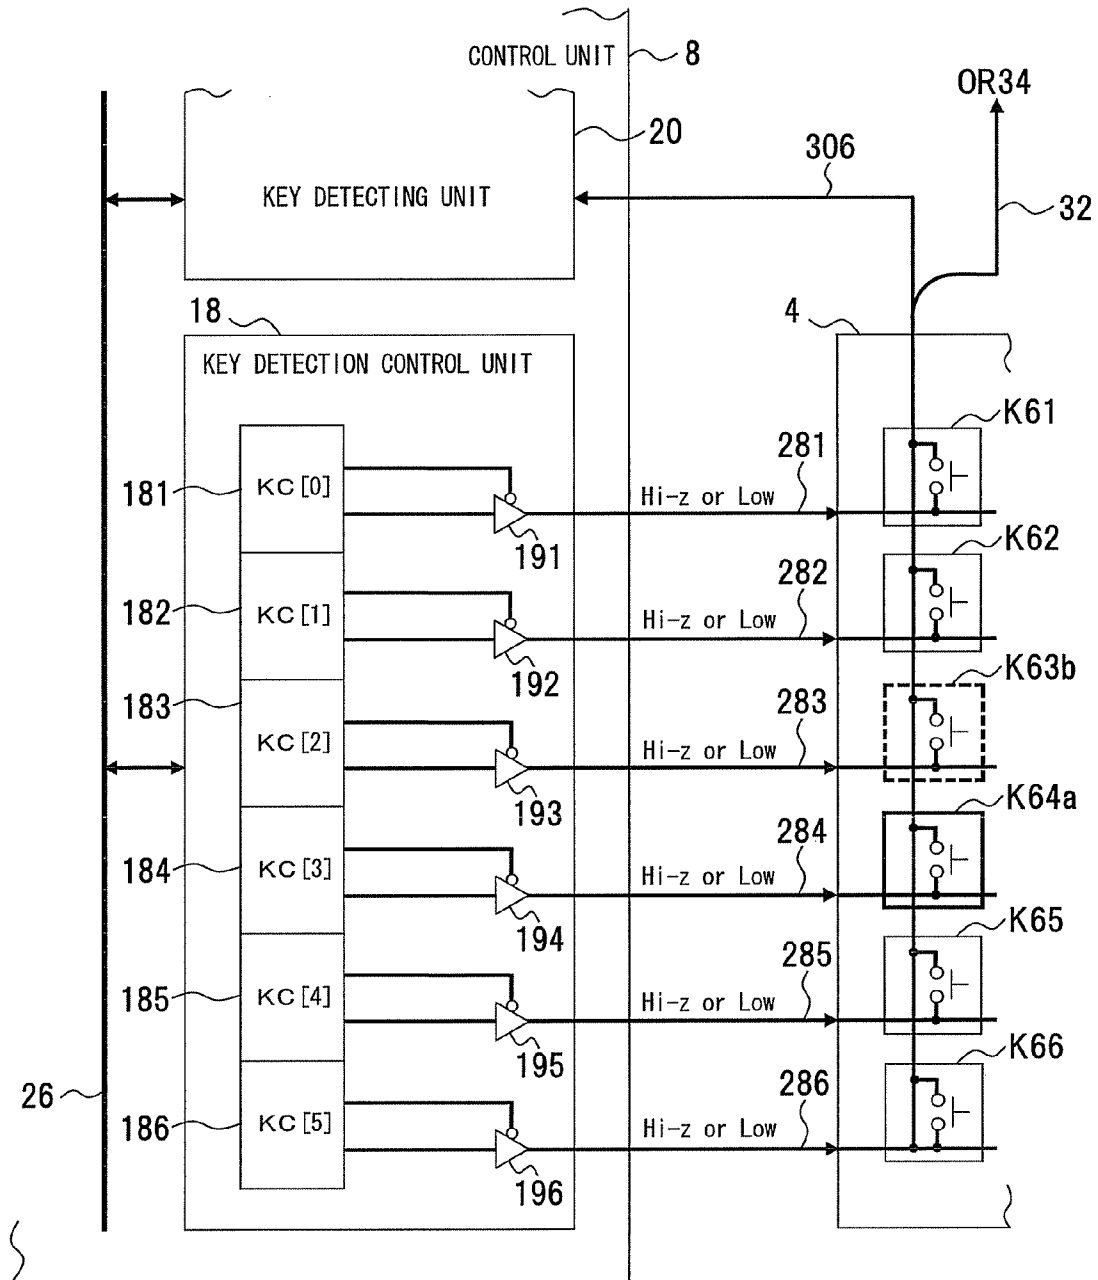 CONTROL UNIT
8
OR34
20
306
KEY DETECTING UNIT
32
18
4
KEY DETECTION CONTROL UNIT
K61
281
181
KC [0]
Hi-z or Low
191
K62
282
182
KC [1]
Hi-z or Low
192
K63b
183
283
KC [2]
Hi-z or Low
193
K64a
284
184
KC [3]
Hi-z or Low
194
K65
285
185
KC [4]
Hi-z or Low
195
K66
286
26
186
KC [5]
Hi-z or Low
196